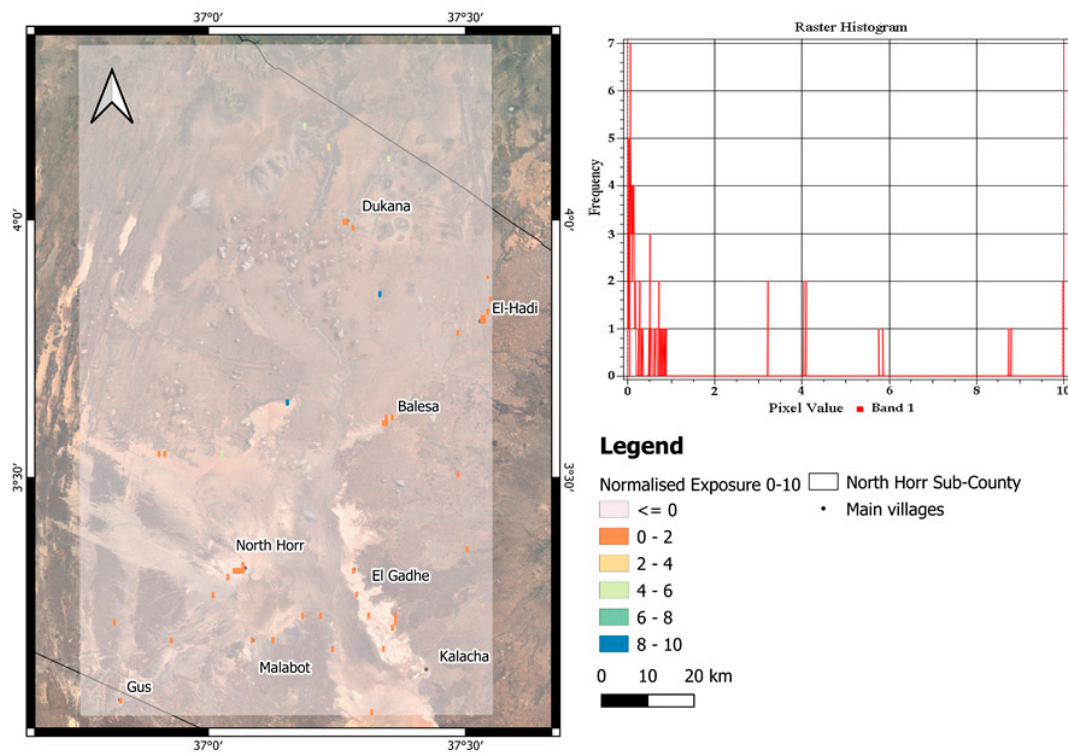 37°0′ 37°30′
4°0′ 4°0′
3°30′ 3°30′
Dukana
El-Hadi
Balesa
North Horr
El Gadhe
Malabot
Kalacha
Gus
37°0′ 37°30′
Raster Histogram
Frequency
7
6
5
4
3
2
1
0
0 2 4 6 8 10
Pixel Value Band 1
Legend
Normalised Exposure 0-10
<= 0
0 - 2
2 - 4
4 - 6
6 - 8
8 - 10
North Horr Sub-County
Main villages
0 10 20 km